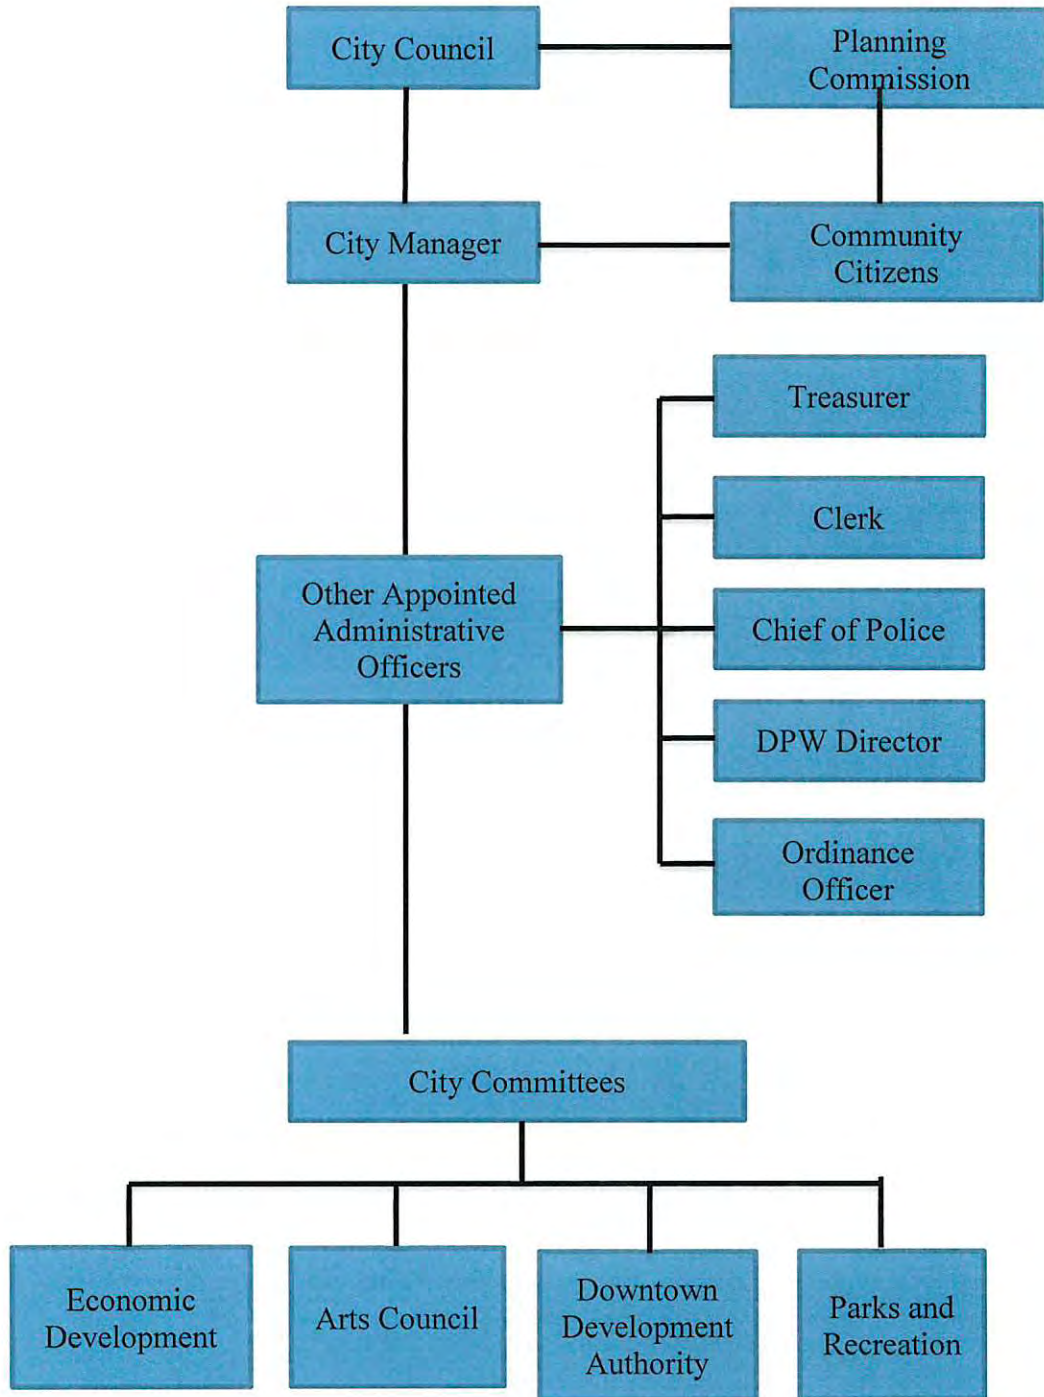 City Council
Planning
Commission
City Manager
Community
Citizens
Treasurer
Clerk
Other Appointed
Administrative
Officers
Chief of Police
DPW Director
Ordinance
Officer
City Committees
Economic
Development
Arts Council
Downtown
Development
Authority
Parks and
Recreation